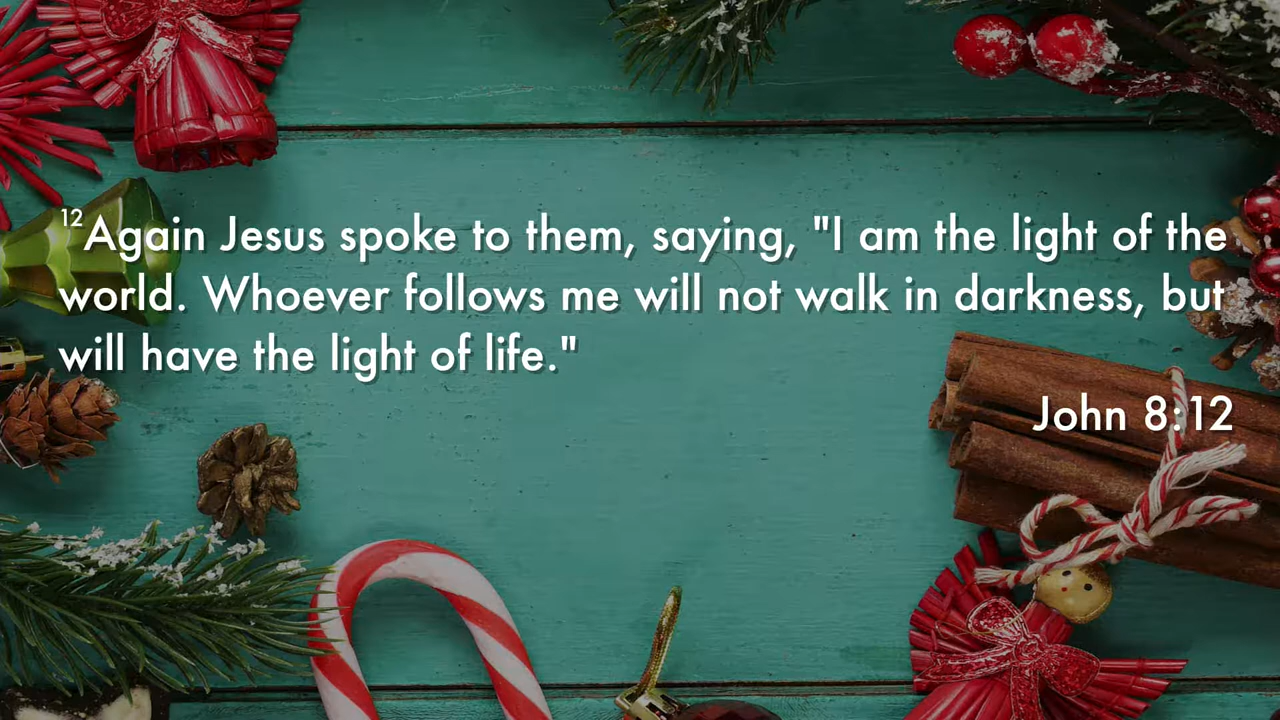 12Again Jesus spoke to them, saying, "I am the light of the
world. Whoever follows me will not walk in darkness, but
will have the light of life."
John 8:12